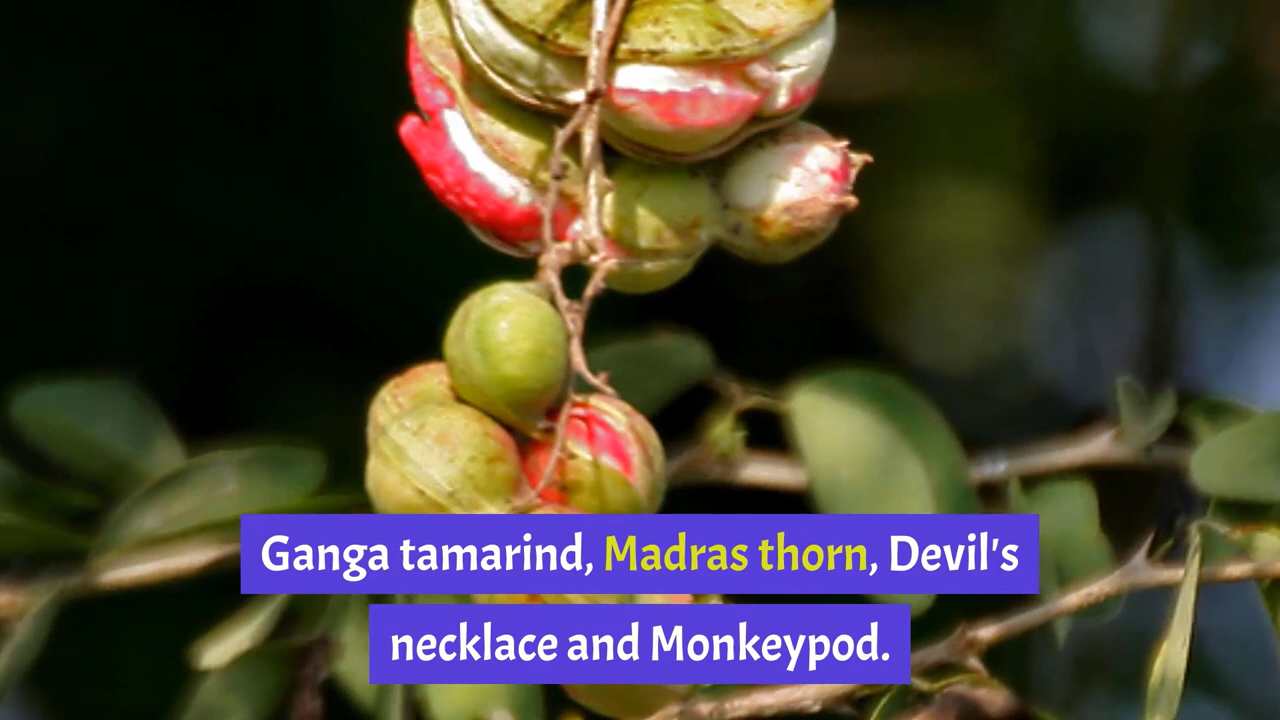 Ganga tamarind, Madras thorn, Devil's
necklace and Monkeypod.